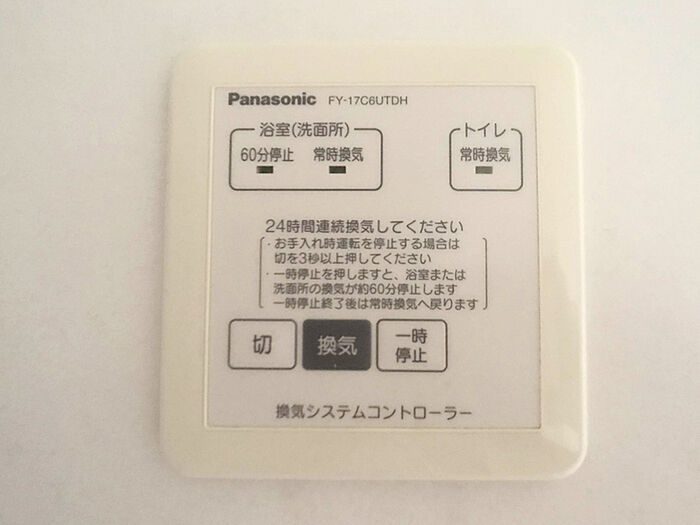 Panasonic FY-17C6UTDH
浴室(洗面所) トイレ
60分停止 常時換気 常時換気
24時間連続換気してください
・お手入れ時運転を停止する場合は
切を3秒以上押してください
・一時停止を押しますと、浴室または
洗面所の換気が約60分停止します
一時停止終了後は常時換気へ戻ります
切 換気 一時
停止
換気システムコントローラー